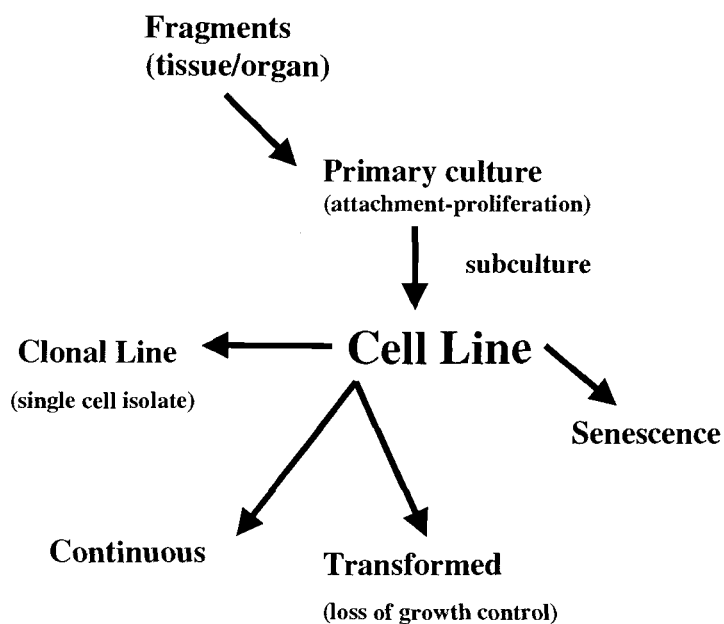 Fragments
(tissue/organ)
Primary culture
(attachment-proliferation)
subculture
Cell Line
Clonal Line
(single cell isolate)
Senescence
Continuous
Transformed
(loss of growth control)